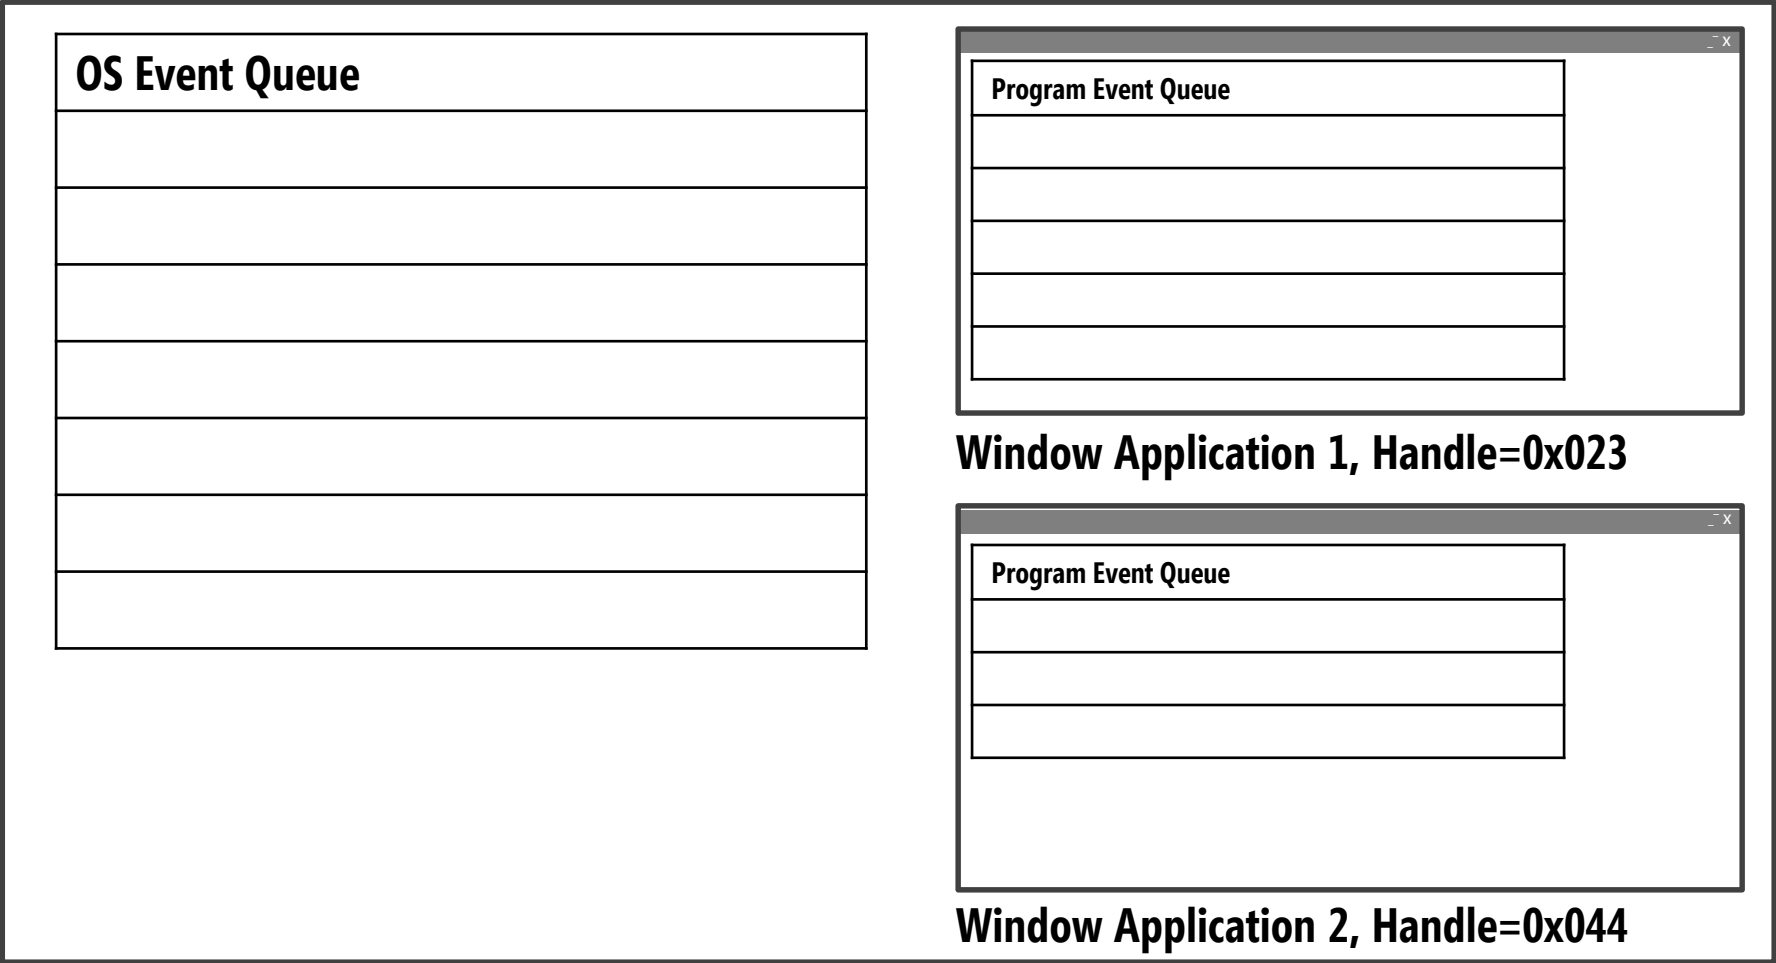 OS Event Queue
_ ‾ X
Program Event Queue
Window Application 1, Handle=0x023
_ ‾ X
Program Event Queue
Window Application 2, Handle=0x044